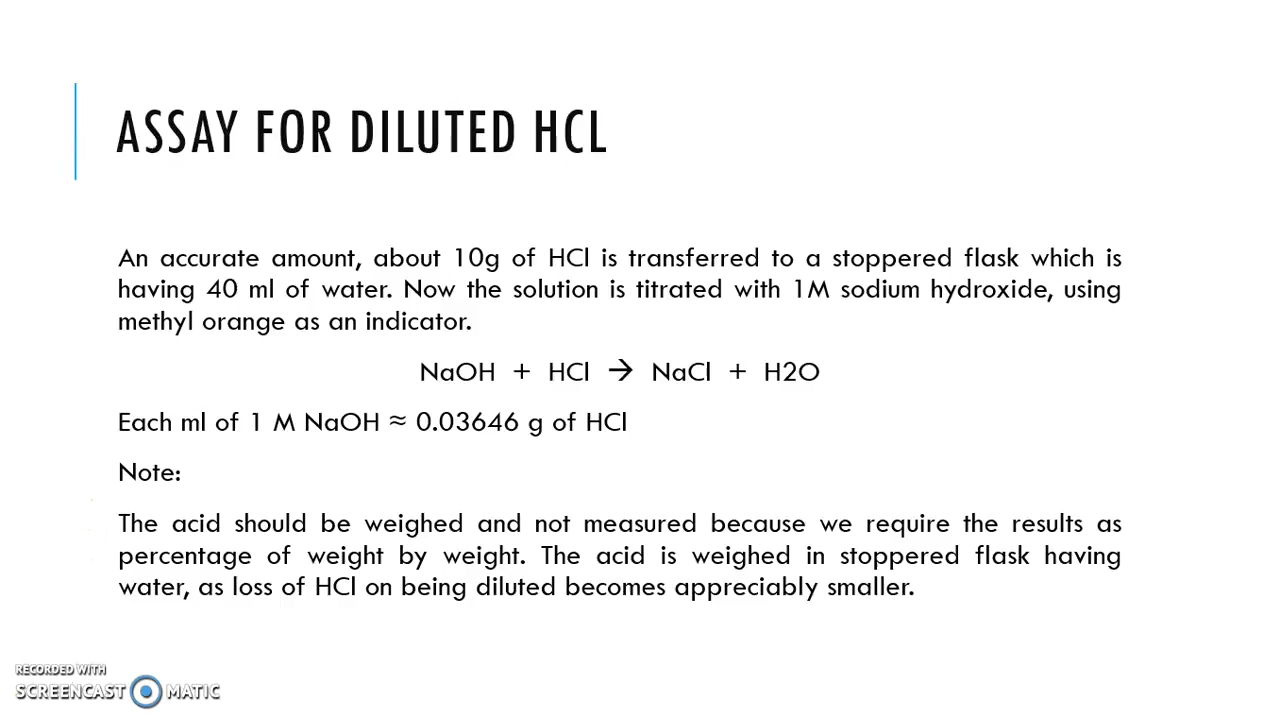 ASSAY FOR DILUTED HCL
An accurate amount, about 10g of HCl is transferred to a stoppered flask which is
having 40 ml of water. Now the solution is titrated with 1M sodium hydroxide, using
methyl orange as an indicator.
NaOH + HCl → NaCl + H2O
Each ml of 1 M NaOH ≈ 0.03646 g of HCl
Note:
The acid should be weighed and not measured because we require the results as
percentage of weight by weight. The acid is weighed in stoppered flask having
water, as loss of HCl on being diluted becomes appreciably smaller.
RECORDED WITH
SCREENCAST MATIC